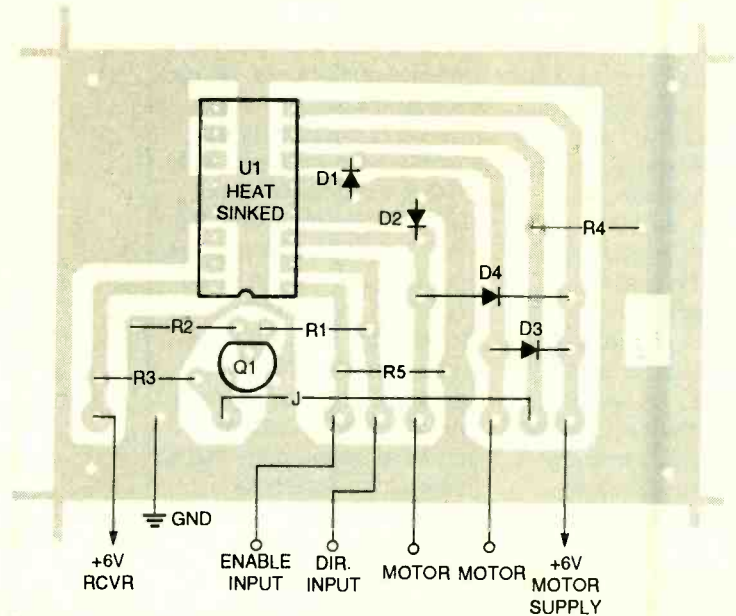 U1
HEAT
SINKED
D1
D2
R4
D4
R2
R1
D3
Q1
R3
R5
J
GND
+6V
RCVR
ENABLE
INPUT
DIR.
INPUT
MOTOR
MOTOR
+6V
MOTOR
SUPPLY